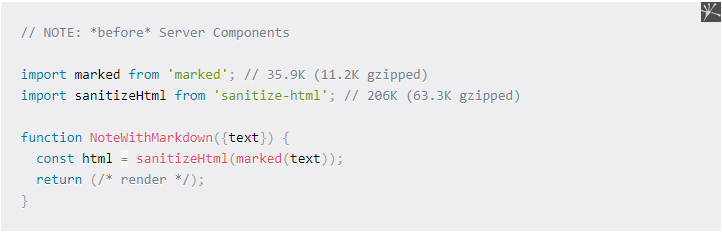 // NOTE: *before* Server Components
import marked from 'marked'; // 35.9K (11.2K gzipped)
import sanitizeHtml from 'sanitize-html'; // 206K (63.3K gzipped)
function NoteWithMarkdown({text}) {
  const html = sanitizeHtml(marked(text));
  return (/* render */);
}